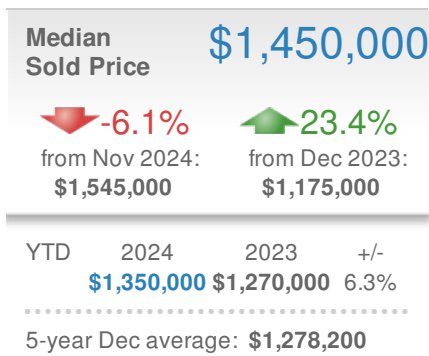 Median
Sold Price
$1,450,000
-6.1%
from Nov 2024:
$1,545,000
23.4%
from Dec 2023:
$1,175,000
YTD 2024 2023 +/-
$1,350,000 $1,270,000 6.3%
5-year Dec average: $1,278,200